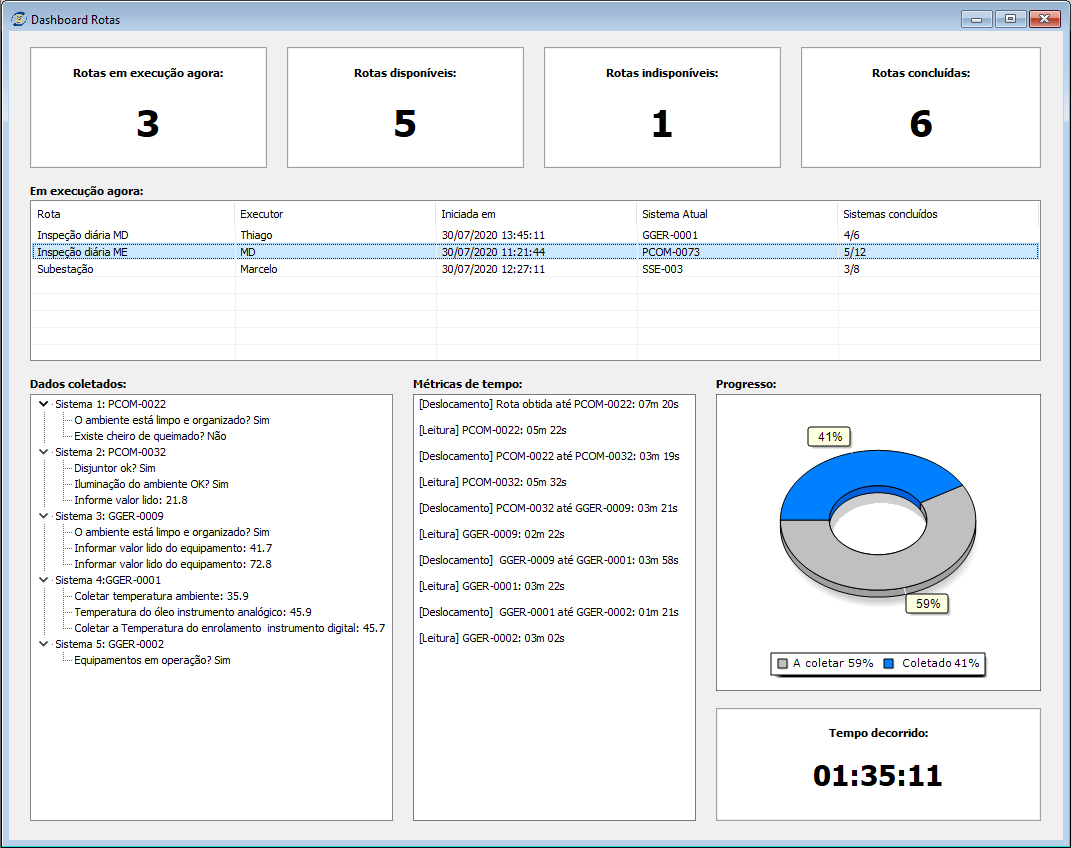 Dashboard Rotas
Rotas em execução agora:
3
Rotas disponíveis:
5
Rotas indisponíveis:
1
Rotas concluídas:
6
Em execução agora:
Rota Executor Iniciada em Sistema Atual Sistemas concluídos
Inspeção diária MD Thiago 30/07/2020 13:45:11 GGER-0001 4/6
Inspeção diária ME MD 30/07/2020 11:21:44 PCOM-0073 5/12
Subestação Marcelo 30/07/2020 12:27:11 SSE-003 3/8
Dados coletados:
Sistema 1: PCOM-0022
O ambiente está limpo e organizado? Sim
Existe cheiro de queimado? Não
Sistema 2: PCOM-0032
Disjuntor ok? Sim
Iluminação do ambiente OK? Sim
Informe valor lido: 21.8
Sistema 3: GGER-0009
O ambiente está limpo e organizado? Sim
Informar valor lido do equipamento: 41.7
Informar valor lido do equipamento: 72.8
Sistema 4:GGER-0001
Coletar temperatura ambiente: 35.9
Temperatura do óleo instrumento analógico: 45.9
Coletar a Temperatura do enrolamento  instrumento digital: 45.7
Sistema 5: GGER-0002
Equipamentos em operação? Sim
Métricas de tempo:
[Deslocamento] Rota obtida até PCOM-0022: 07m 20s
[Leitura] PCOM-0022: 05m 22s
[Deslocamento] PCOM-0022 até PCOM-0032: 03m 19s
[Leitura] PCOM-0032: 05m 32s
[Deslocamento] PCOM-0032 até GGER-0009: 03m 21s
[Leitura] GGER-0009: 02m 22s
[Deslocamento]  GGER-0009 até GGER-0001: 03m 58s
[Leitura] GGER-0001: 03m 22s
[Deslocamento]  GGER-0001 até GGER-0002: 01m 21s
[Leitura] GGER-0002: 03m 02s
Progresso:
41%
59%
A coletar 59% Coletado 41%
Tempo decorrido:
01:35:11